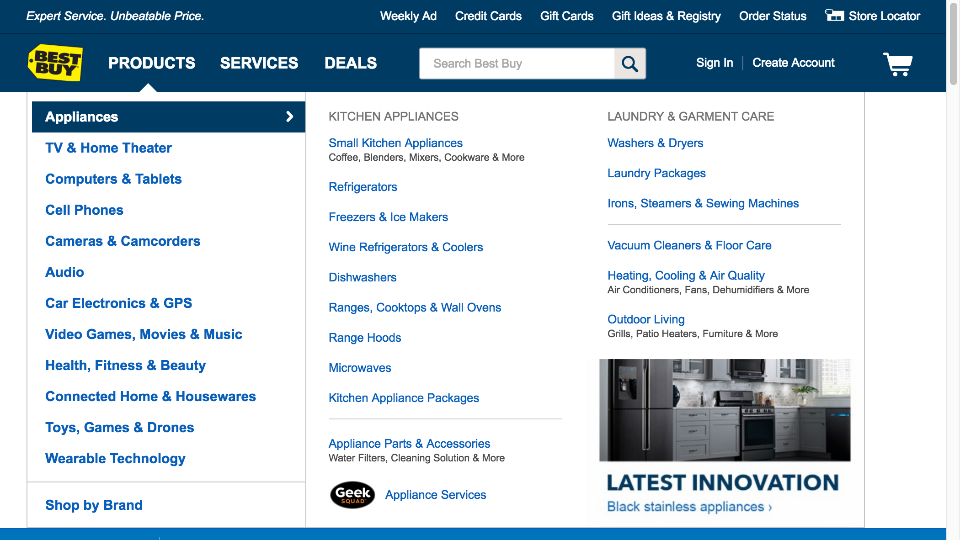 Expert Service. Unbeatable Price.
Weekly Ad
Credit Cards
Gift Cards
Gift Ideas & Registry
Order Status
Store Locator
BEST BUY
PRODUCTS
SERVICES
DEALS
Search Best Buy
Sign In
Create Account
Appliances
TV & Home Theater
Computers & Tablets
Cell Phones
Cameras & Camcorders
Audio
Car Electronics & GPS
Video Games, Movies & Music
Health, Fitness & Beauty
Connected Home & Housewares
Toys, Games & Drones
Wearable Technology
Shop by Brand
KITCHEN APPLIANCES
Small Kitchen Appliances
Coffee, Blenders, Mixers, Cookware & More
Refrigerators
Freezers & Ice Makers
Wine Refrigerators & Coolers
Dishwashers
Ranges, Cooktops & Wall Ovens
Range Hoods
Microwaves
Kitchen Appliance Packages
Appliance Parts & Accessories
Water Filters, Cleaning Solution & More
Geek SQUAD
Appliance Services
LAUNDRY & GARMENT CARE
Washers & Dryers
Laundry Packages
Irons, Steamers & Sewing Machines
Vacuum Cleaners & Floor Care
Heating, Cooling & Air Quality
Air Conditioners, Fans, Dehumidifiers & More
Outdoor Living
Grills, Patio Heaters, Furniture & More
LATEST INNOVATION
Black stainless appliances ›